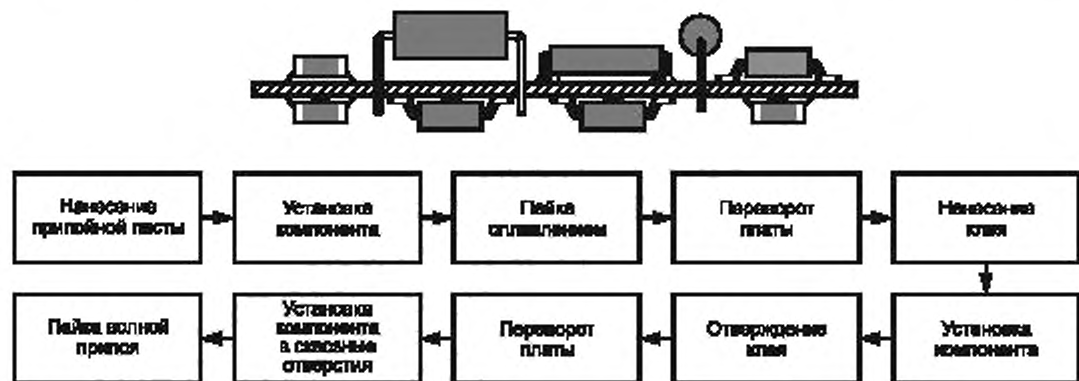 Нанесение
припойной пасты
Установка
компонента
Пайка
оплавлением
Переворот
платы
Нанесение
клея
Установка
компонента
Отверждение
клея
Переворот
платы
Установка
компонента
в сквозные
отверстия
Пайка волной
припоя